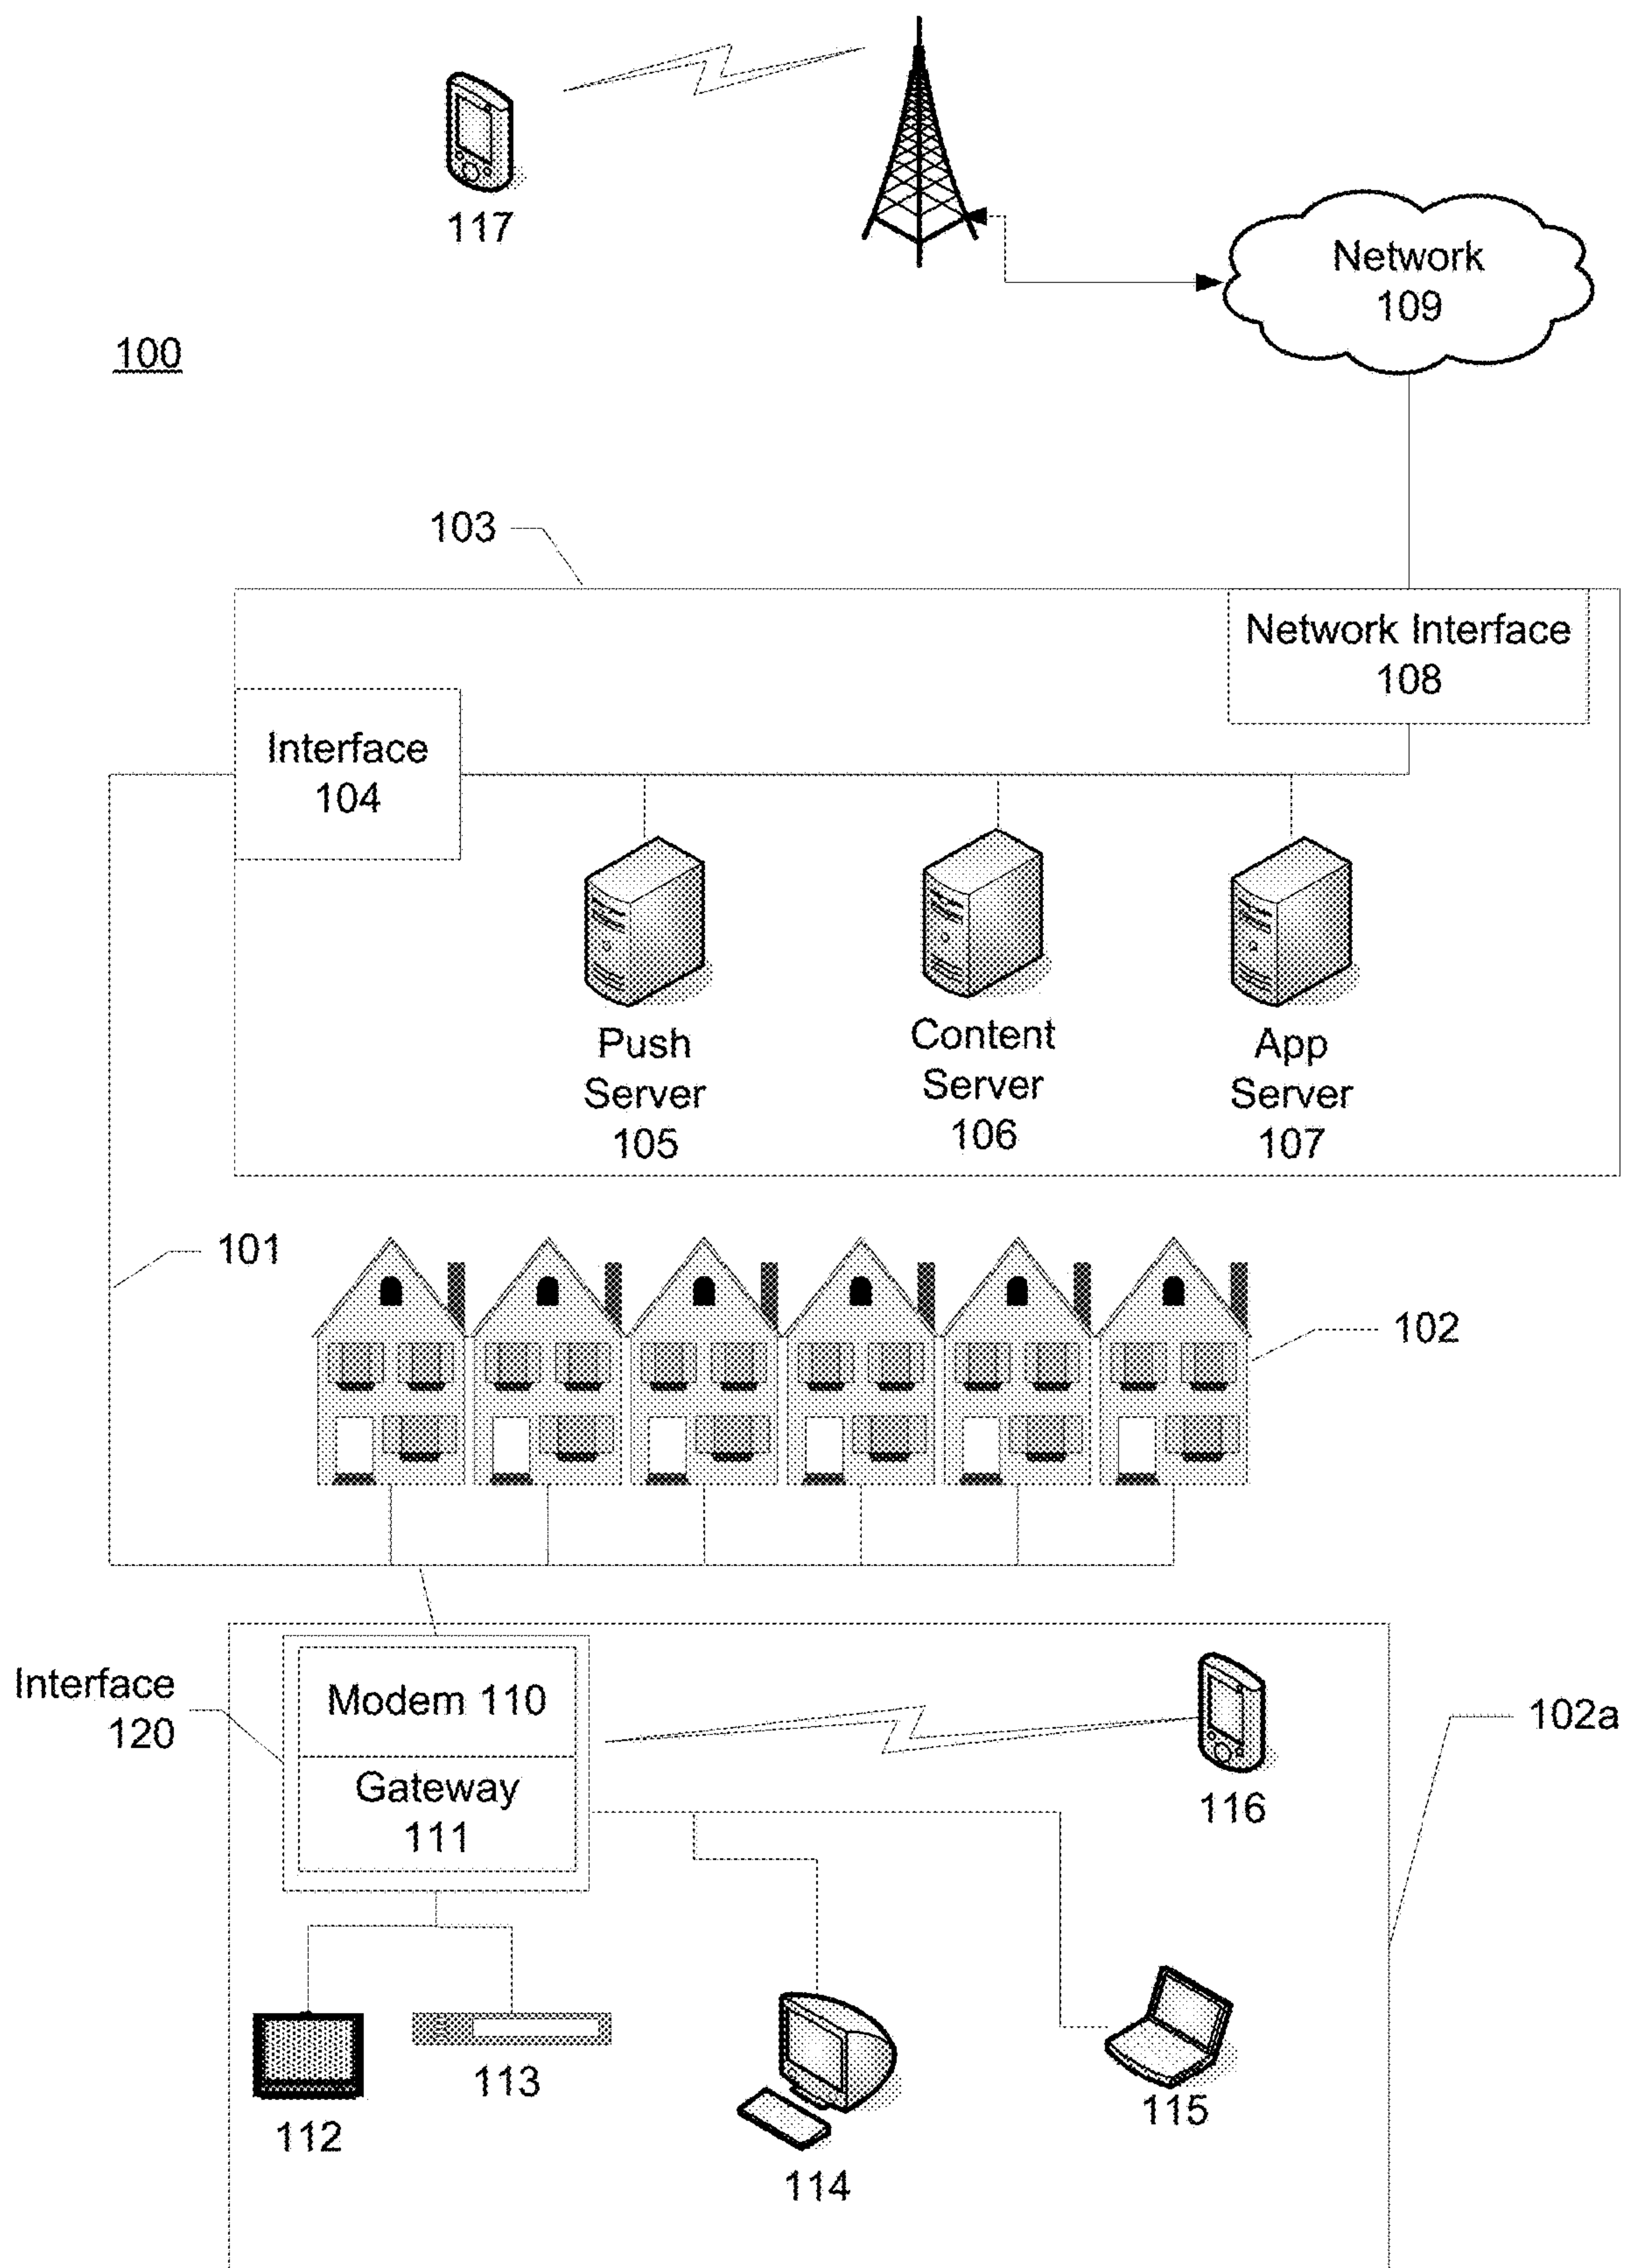 117
Network
109
100
103
Network Interface
108
Interface
104
Push
Server
105
Content
Server
106
App
Server
107
101
102
Interface
120
Modem 110
Gateway
111
116
102a
112
113
114
115